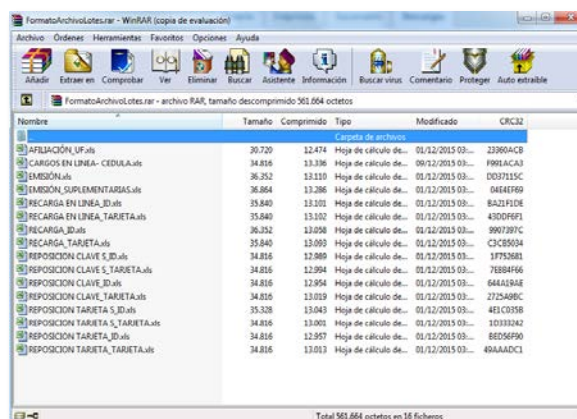 FormatoArchivoLotes.rar - WinRAR (copia de evaluación)
Archivo Órdenes Herramientas Favoritos Opciones Ayuda
Añadir Extraer en Comprobar Ver Eliminar Buscar Asistente Información Buscar virus Comentario Proteger Auto extraíble
FormatoArchivoLotes.rar - archivo RAR, tamaño descomprimido 561.664 octetos
Nombre Tamaño Comprimido Tipo Modificado CRC32
.. Carpeta de archivos
AFILIACIÓN_UF.xls 30.720 12.474 Hoja de cálculo de... 01/12/2015 03:... 23360ACB
CARGOS EN LINEA- CEDULA.xls 34.816 13.336 Hoja de cálculo de... 09/12/2015 03:... F991ACA3
EMISIÓN.xls 36.352 13.110 Hoja de cálculo de... 01/12/2015 03:... DD37115C
EMISIÓN_SUPLEMENTARIAS.xls 36.864 13.286 Hoja de cálculo de... 01/12/2015 03:... 04E4EF69
RECARGA EN LINEA_ID.xls 35.840 13.101 Hoja de cálculo de... 01/12/2015 03:... BA21F1DE
RECARGA EN LINEA_TARJETA.xls 35.840 13.102 Hoja de cálculo de... 01/12/2015 03:... 43DDF6F1
RECARGA_ID.xls 36.352 13.058 Hoja de cálculo de... 01/12/2015 03:... 9907397C
RECARGA_TARJETA.xls 35.840 13.093 Hoja de cálculo de... 01/12/2015 03:... C3CB5034
REPOSICION CLAVE S_ID.xls 34.816 12.989 Hoja de cálculo de... 01/12/2015 03:... 1F752681
REPOSICION CLAVE S_TARJETA.xls 34.816 12.994 Hoja de cálculo de... 01/12/2015 03:... 7EBB4F66
REPOSICION CLAVE_ID.xls 34.816 12.954 Hoja de cálculo de... 01/12/2015 03:... 644A19AE
REPOSICION CLAVE_TARJETA.xls 34.816 13.019 Hoja de cálculo de... 01/12/2015 03:... 2725A9BC
REPOSICION TARJETA S_ID.xls 35.328 13.043 Hoja de cálculo de... 01/12/2015 03:... 4E1C035B
REPOSICION TARJETA S_TARJETA.xls 34.816 13.001 Hoja de cálculo de... 01/12/2015 03:... 1D333242
REPOSICION TARJETA_ID.xls 34.816 12.957 Hoja de cálculo de... 01/12/2015 03:... BED56F90
REPOSICION TARJETA_TARJETA.xls 34.816 13.013 Hoja de cálculo de... 01/12/2015 03:... 49AAADC1
Total 561.664 octetos en 16 ficheros